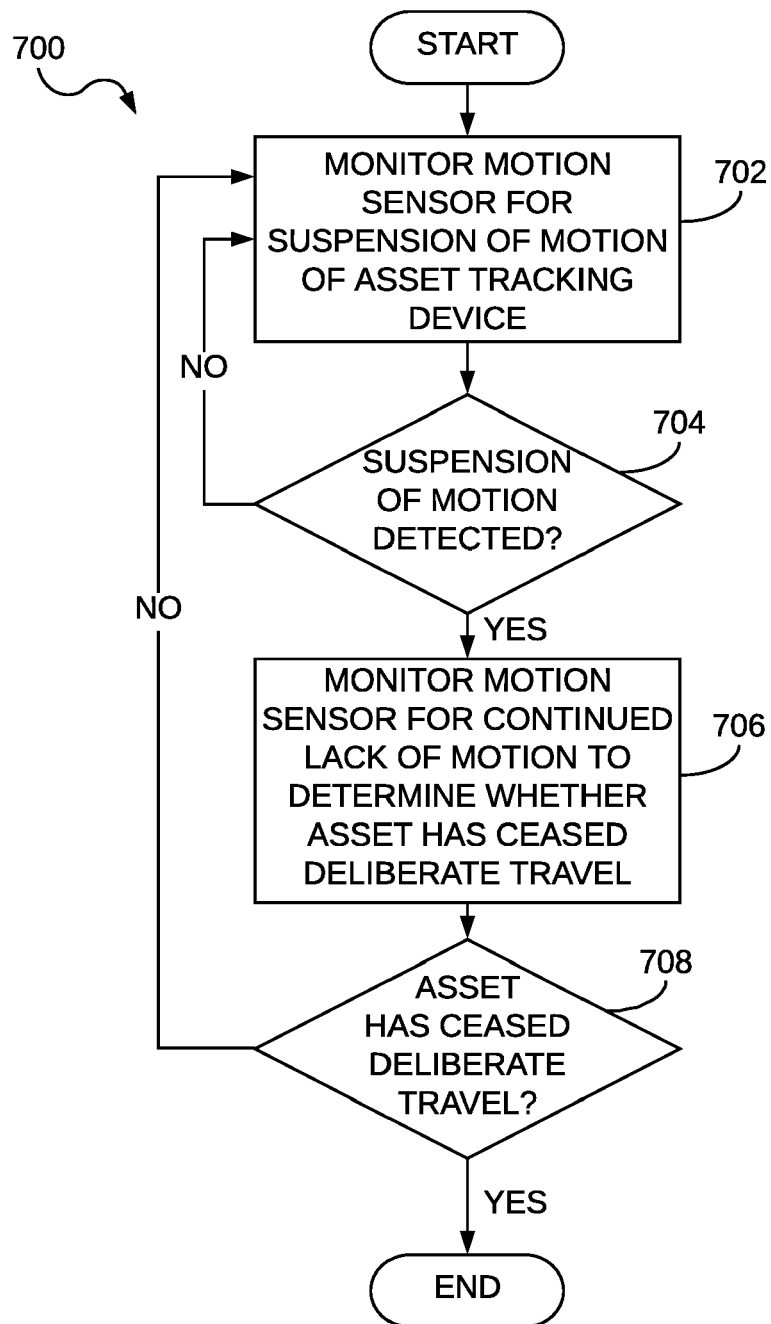 START
700
MONITOR MOTION
SENSOR FOR
SUSPENSION OF MOTION
OF ASSET TRACKING
DEVICE
702
NO
SUSPENSION
OF MOTION
DETECTED?
704
YES
NO
MONITOR MOTION
SENSOR FOR CONTINUED
LACK OF MOTION TO
DETERMINE WHETHER
ASSET HAS CEASED
DELIBERATE TRAVEL
706
ASSET
HAS CEASED
DELIBERATE
TRAVEL?
708
YES
END